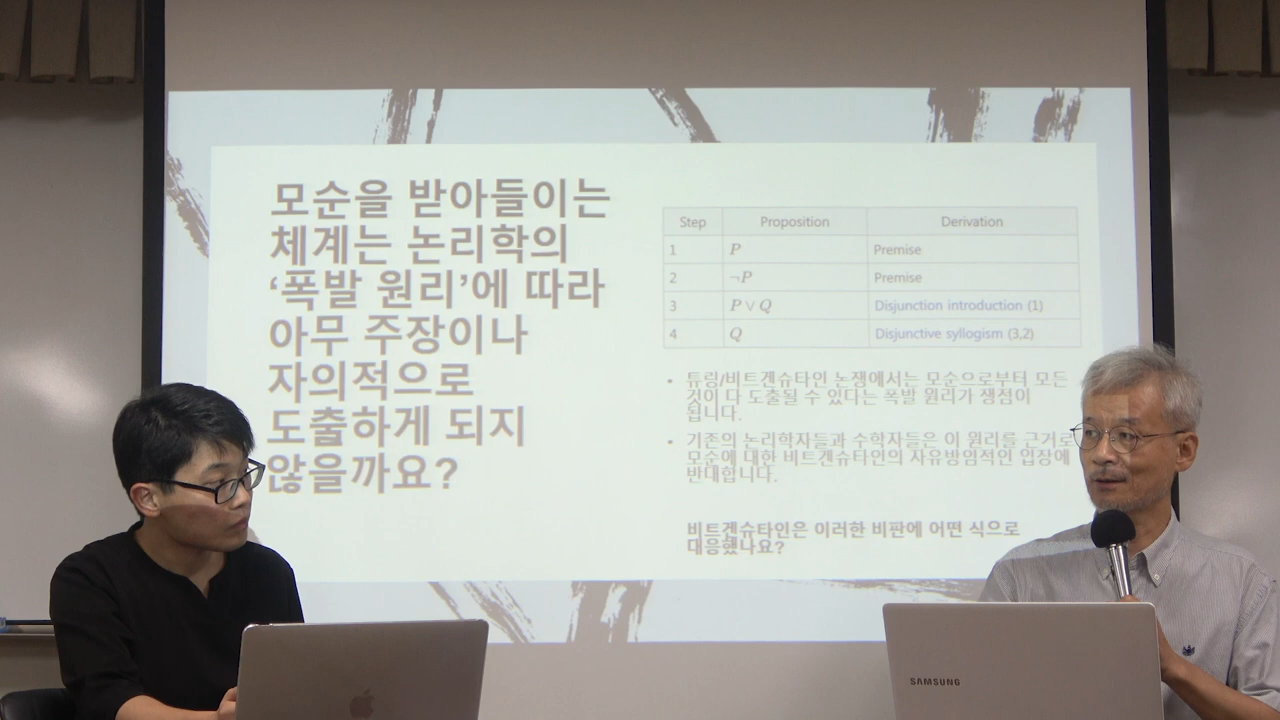 모순을 받아들이는
체계는 논리학의
‘폭발 원리’에 따라
아무 주장이나
자의적으로
도출하게 되지
않을까요?
Step Proposition Derivation
1 P Premise
2 ¬P Premise
3 P ∨ Q Disjunction introduction (1)
4 Q Disjunctive syllogism (3,2)
▪ 튜링/비트겐슈타인 논쟁에서는 모순으로부터 모든
것이 다 도출될 수 있다는 폭발 원리가 쟁점이
됩니다.
▪ 기존의 논리학자들과 수학자들은 이 원리를 근거로
모순에 대한 비트겐슈타인의 자유방임적인 입장에
반대합니다.
비트겐슈타인은 이러한 비판에 어떤 식으로
대응했나요?
SAMSUNG